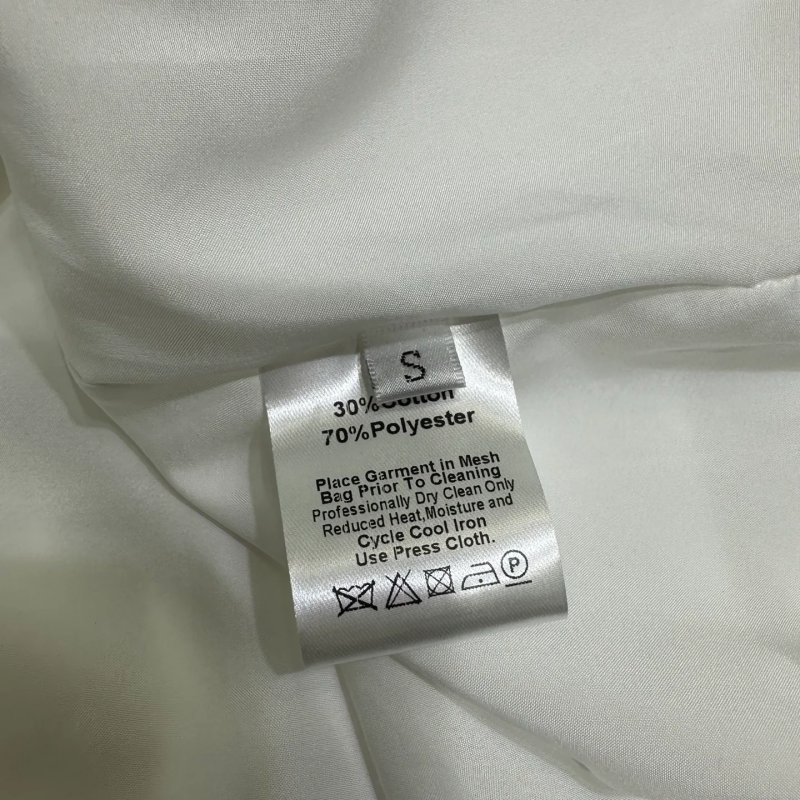 S
30%Cotton
70%Polyester
Place Garment in Mesh
Bag Prior To Cleaning
Professionally Dry Clean Only
Reduced Heat,Moisture and
Cycle Cool Iron
Use Press Cloth.
P